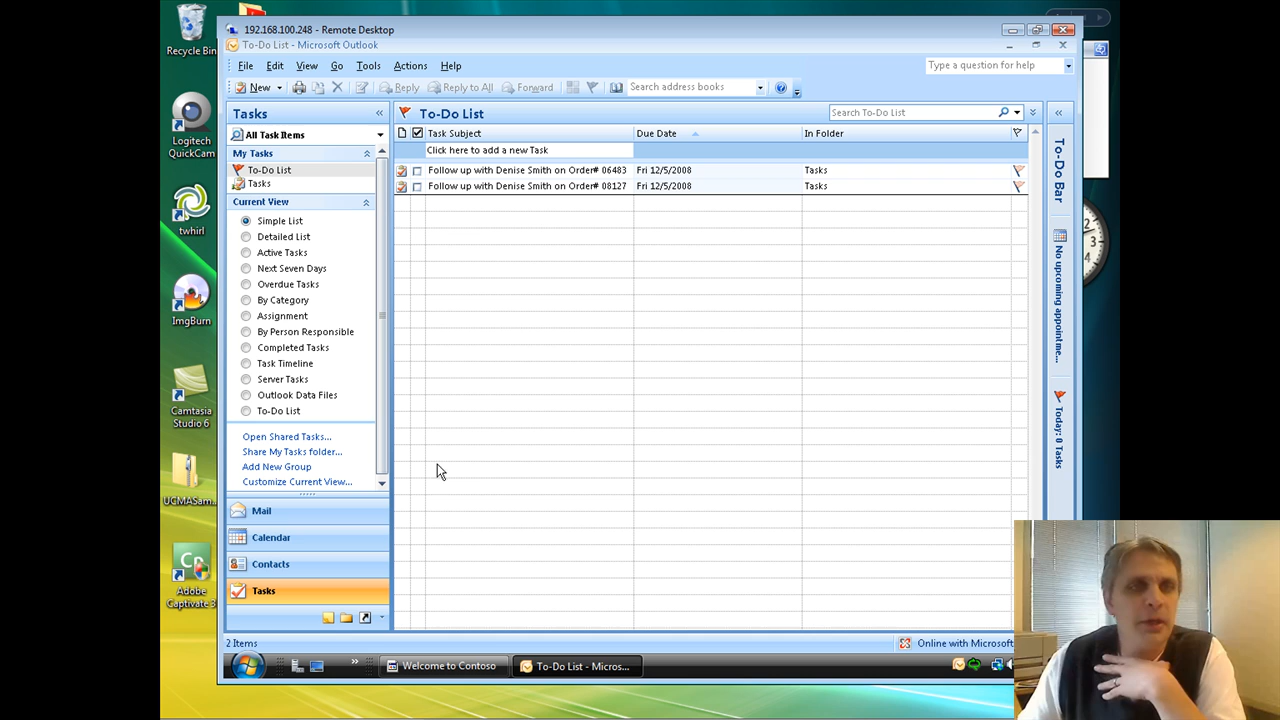 Recycle Bin
Logitech
QuickCam
twhirl
ImgBurn
Camtasia
Studio 6
UCMASam...
Adobe
Captivate 3
192.168.100.248 - Remote Desktop
To-Do List - Microsoft Outlook
File Edit View Go Tools Actions Help
Type a question for help
New Reply Reply to All Forward Search address books
Tasks
All Task Items
My Tasks
To-Do List
Tasks
Current View
Simple List
Detailed List
Active Tasks
Next Seven Days
Overdue Tasks
By Category
Assignment
By Person Responsible
Completed Tasks
Task Timeline
Server Tasks
Outlook Data Files
To-Do List
Open Shared Tasks...
Share My Tasks folder...
Add New Group
Customize Current View...
Mail
Calendar
Contacts
Tasks
To-Do List
Search To-Do List
Task Subject Due Date In Folder
Click here to add a new Task
Follow up with Denise Smith on Order# 06483 Fri 12/5/2008 Tasks
Follow up with Denise Smith on Order# 08127 Fri 12/5/2008 Tasks
To-Do Bar
No upcoming appointme...
Today: 0 Tasks
2 Items
Online with Microsoft
Welcome to Contoso
To-Do List - Micros...